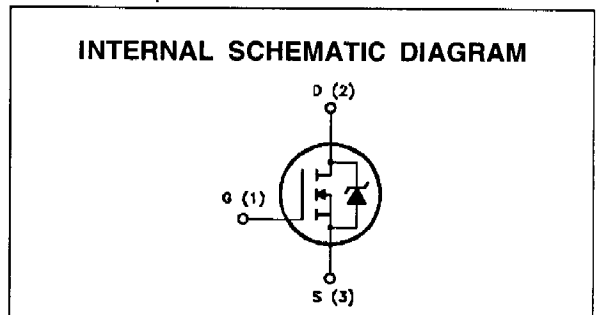 INTERNAL SCHEMATIC DIAGRAM
D (2)
G (1)
S (3)